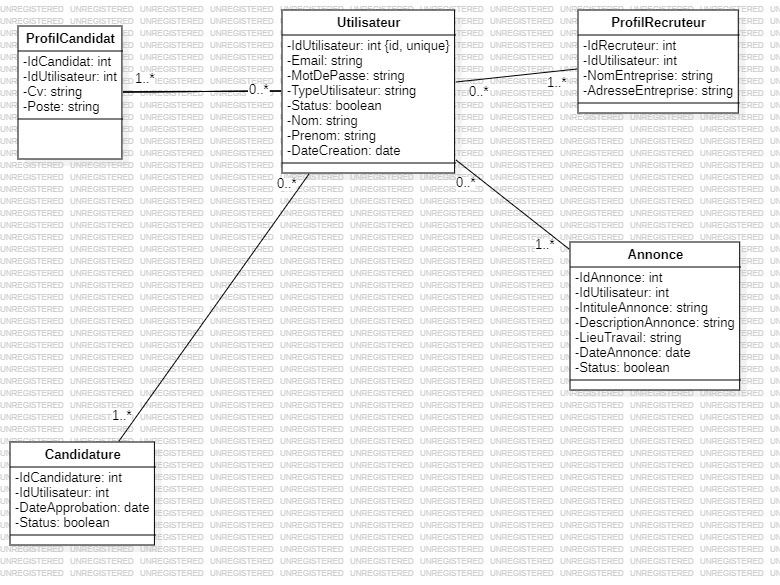 ProfilCandidat
-IdCandidat: int
-IdUtilisateur: int
-Cv: string
-Poste: string
1..*
0..*
Utilisateur
-IdUtilisateur: int {id, unique}
-Email: string
-MotDePasse: string
-TypeUtilisateur: string
-Status: boolean
-Nom: string
-Prenom: string
-DateCreation: date
0..*
1..*
ProfilRecruteur
-IdRecruteur: int
-IdUtilisateur: int
-NomEntreprise: string
-AdresseEntreprise: string
0..*
1..*
Annonce
-IdAnnonce: int
-IdUtilisateur: int
-IntituleAnnonce: string
-DescriptionAnnonce: string
-LieuTravail: string
-DateAnnonce: date
-Status: boolean
0..*
1..*
Candidature
-IdCandidature: int
-IdUtilisateur: int
-DateApprobation: date
-Status: boolean
UNREGISTERED